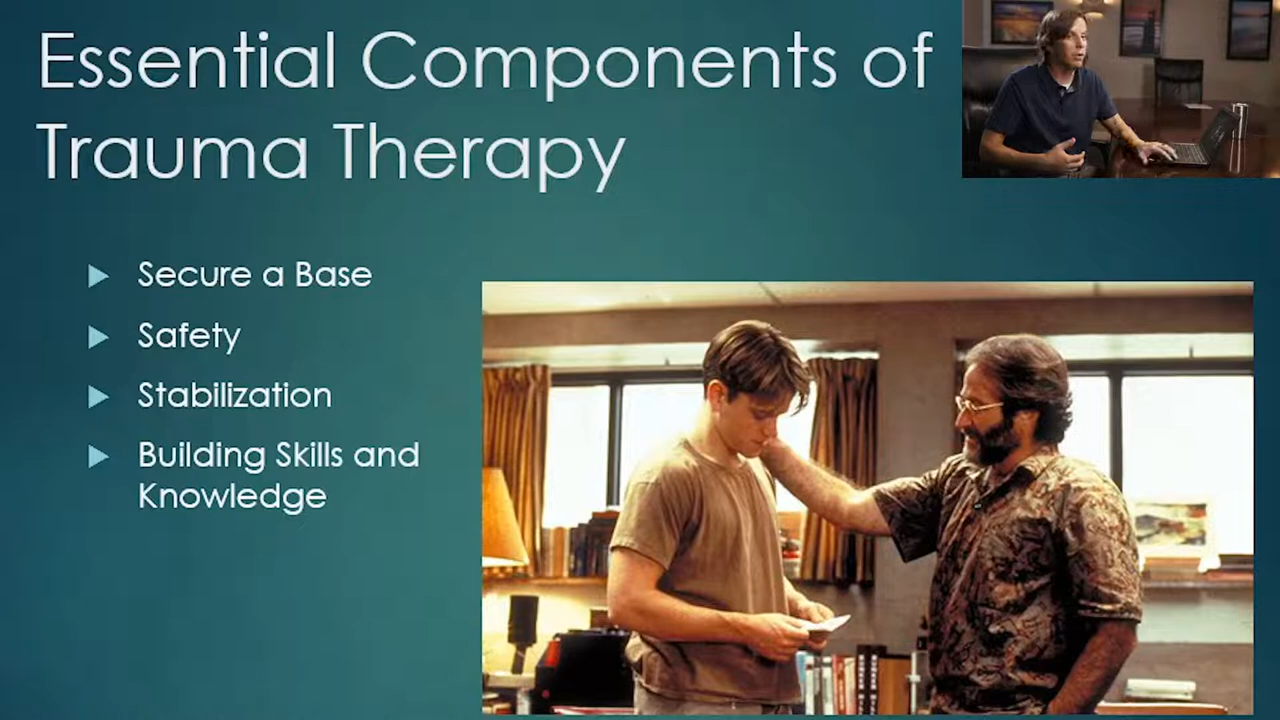 Essential Components of
Trauma Therapy
Secure a Base
Safety
Stabilization
Building Skills and
Knowledge